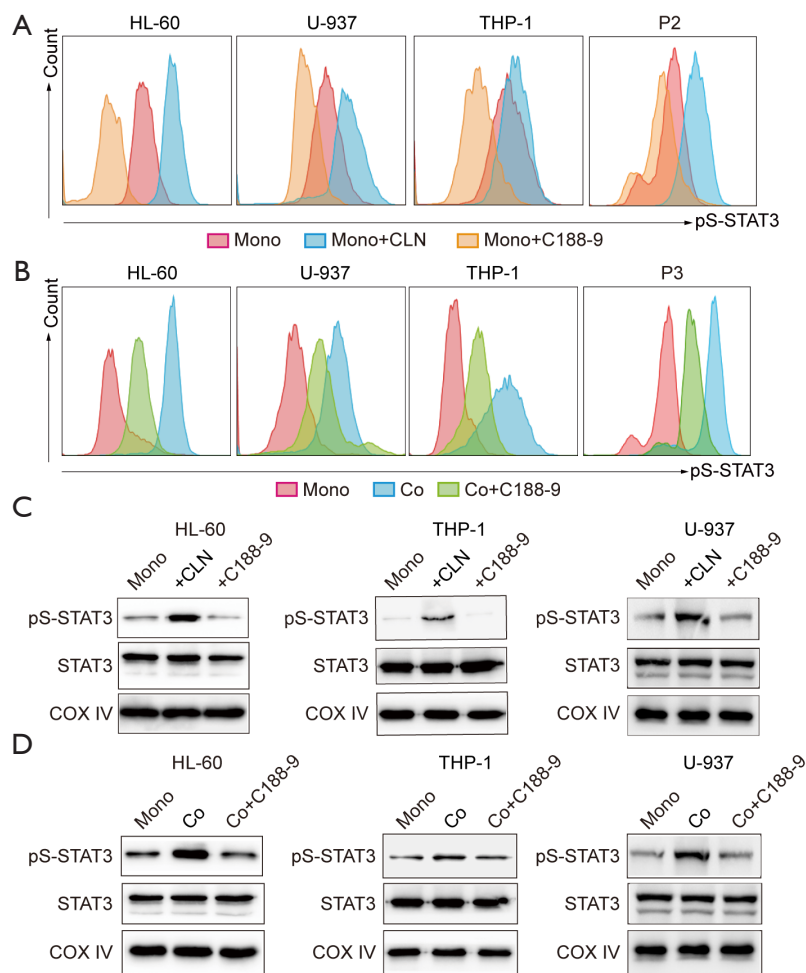 A
HL-60 U-937 THP-1 P2
Count
pS-STAT3
Mono Mono+CLN Mono+C188-9
B
HL-60 U-937 THP-1 P3
Count
pS-STAT3
Mono Co Co+C188-9
C
HL-60 THP-1 U-937
Mono +CLN +C188-9 Mono +CLN +C188-9 Mono +CLN +C188-9
pS-STAT3 pS-STAT3 pS-STAT3
STAT3 STAT3 STAT3
COX IV COX IV COX IV
D
HL-60 THP-1 U-937
Mono Co Co+C188-9 Mono Co Co+C188-9 Mono Co Co+C188-9
pS-STAT3 pS-STAT3 pS-STAT3
STAT3 STAT3 STAT3
COX IV COX IV COX IV